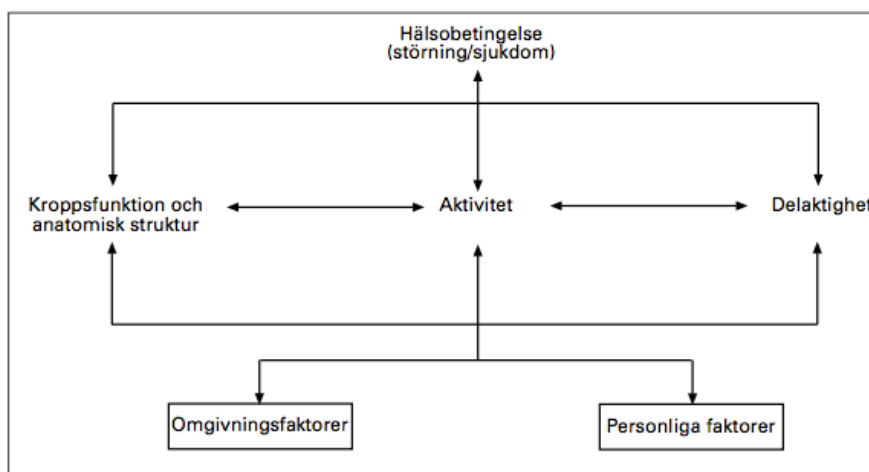 Hälsobetingelse
(störning/sjukdom)
Kroppsfunktion och
anatomisk struktur
Aktivitet
Delaktighet
Omgivningsfaktorer
Personliga faktorer